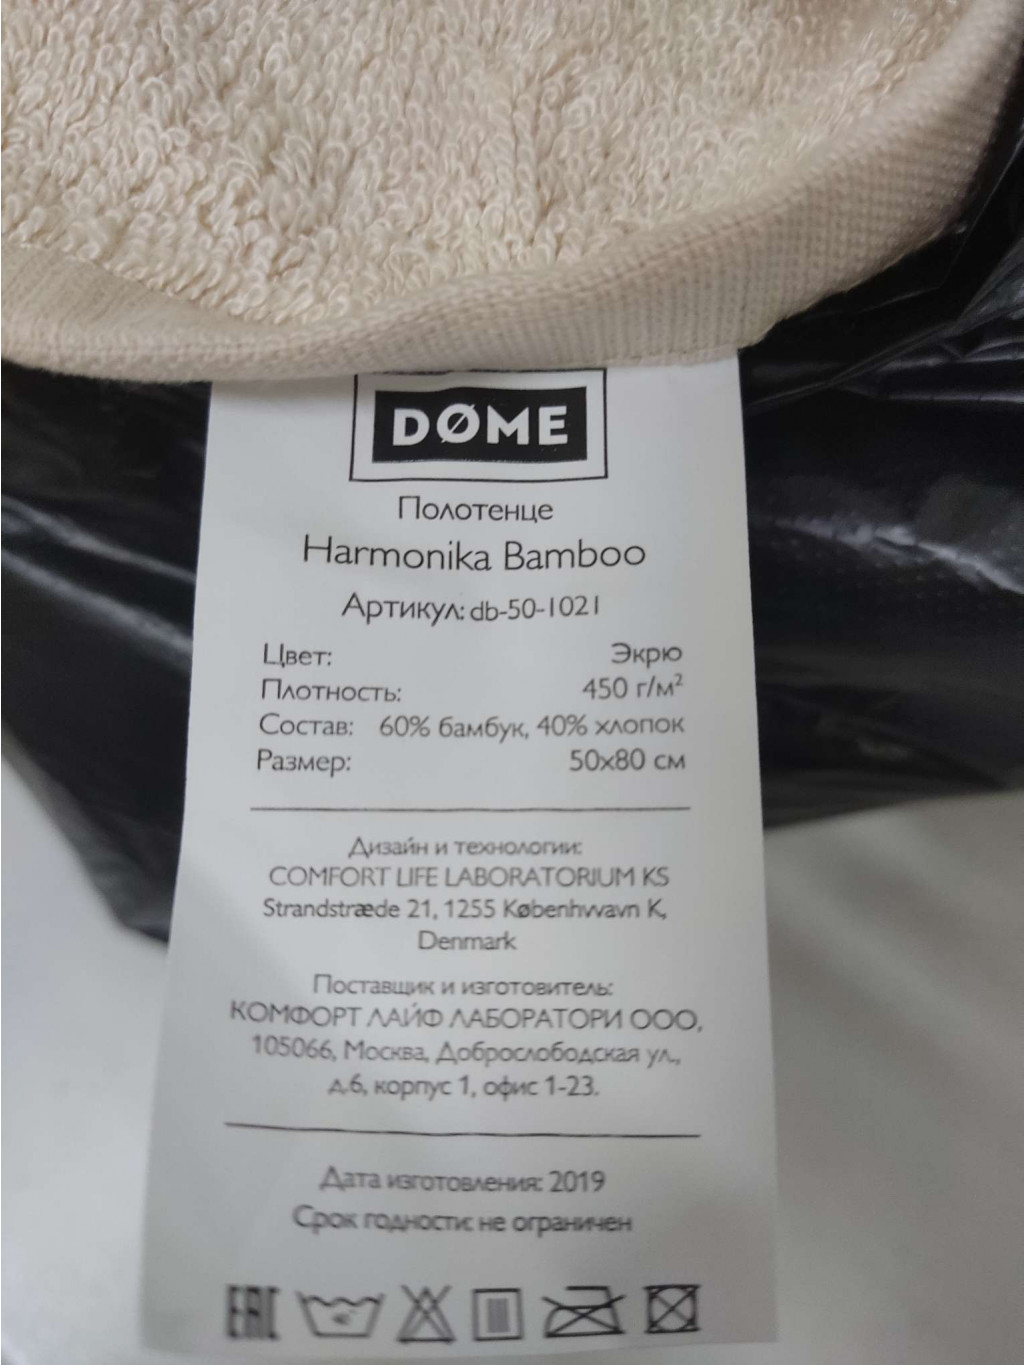 DØME
Полотенце
Harmonika Bamboo
Артикул: db-50-1021
Цвет: Экрю
Плотность: 450 г/м²
Состав: 60% бамбук, 40% хлопок
Размер: 50x80 см
Дизайн и технологии:
COMFORT LIFE LABORATORIUM KS
Strandstræde 21, 1255 Københvvavn K,
Denmark
Поставщик и изготовитель:
КОМФОРТ ЛАЙФ ЛАБОРАТОРИ ООО,
105066, Москва, Доброслободская ул.,
д.6, корпус 1, офис 1-23.
Дата изготовления: 2019
Срок годности: не ограничен
EAC